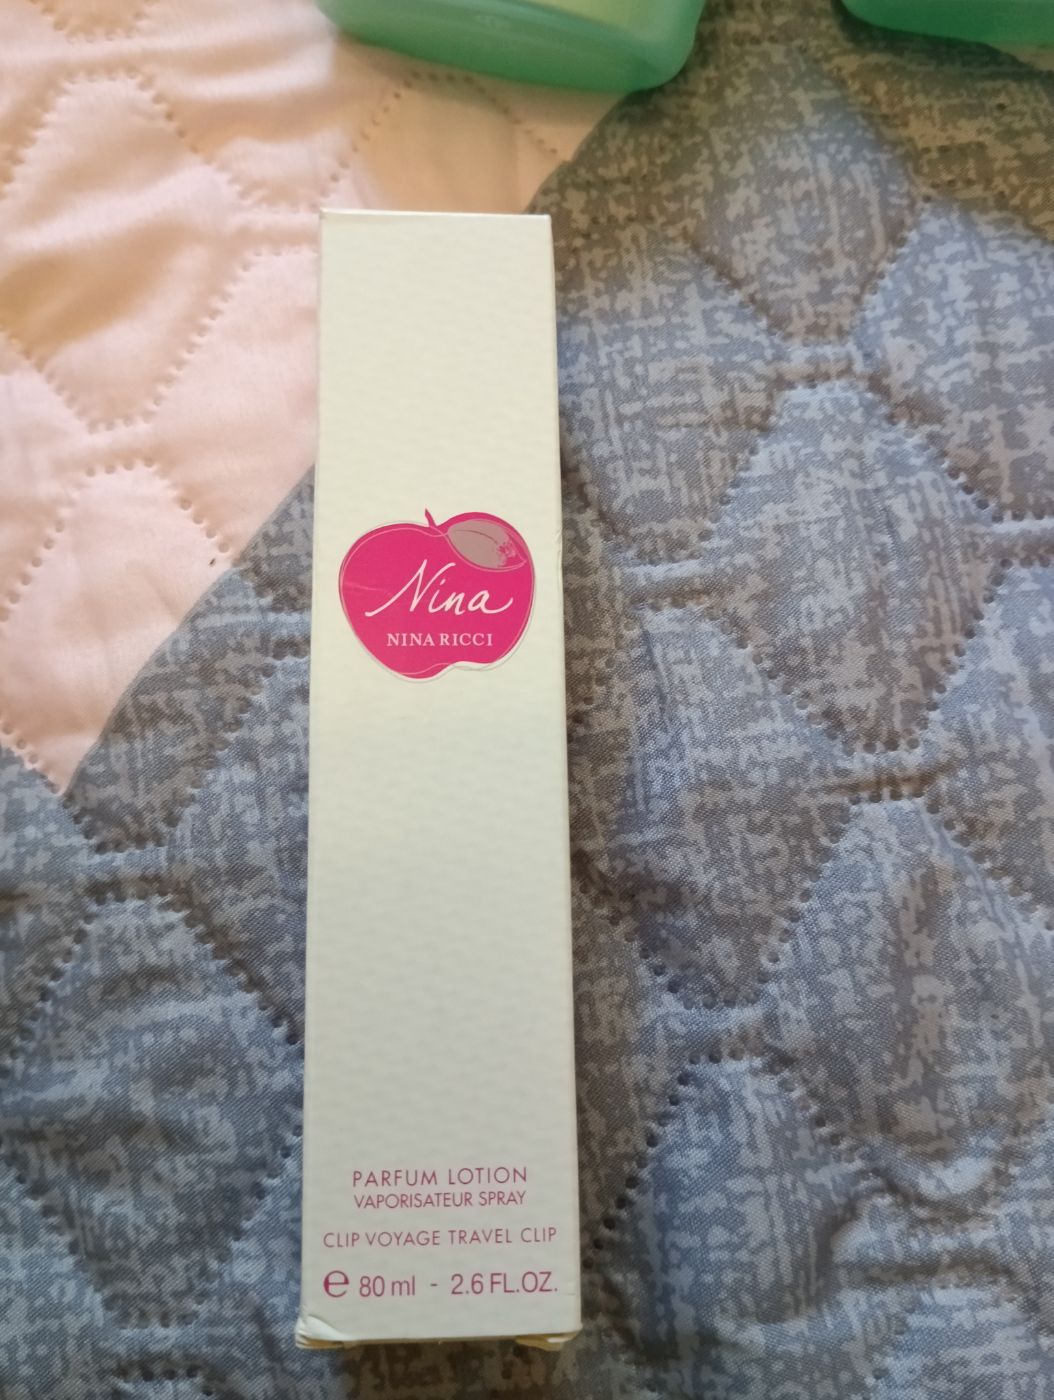 Nina
NINA RICCI
PARFUM LOTION
VAPORISATEUR SPRAY
CLIP VOYAGE TRAVEL CLIP
℮ 80 ml - 2.6 FL.OZ.